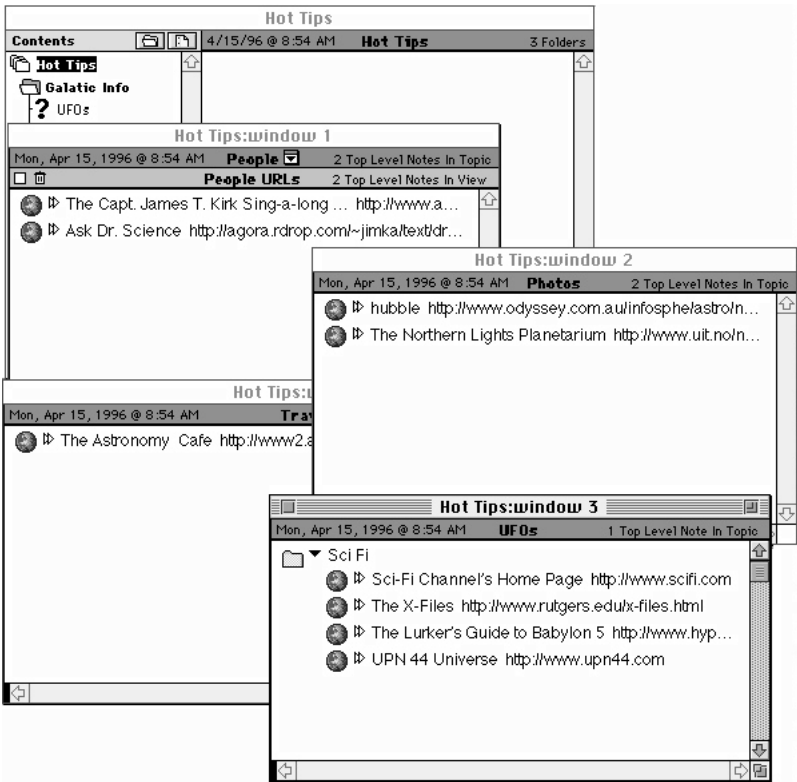 Hot Tips
Contents
4/15/96 @ 8:54 AM Hot Tips 3 Folders
Hot Tips
Galatic Info
? UFOs
Hot Tips:window 1
Mon, Apr 15, 1996 @ 8:54 AM People 2 Top Level Notes In Topic
People URLs 2 Top Level Notes In View
The Capt. James T. Kirk Sing-a-long ... http://www.a...
Ask Dr. Science http://agora.rdrop.com/~jimka/text/dr...
Hot Tips:window 2
Mon, Apr 15, 1996 @ 8:54 AM Photos 2 Top Level Notes In Topic
hubble http://www.odyssey.com.au/infosphe/astro/n...
The Northern Lights Planetarium http://www.uit.no/n...
Hot Tips:
Mon, Apr 15, 1996 @ 8:54 AM Tra
The Astronomy Cafe http://www2.
Hot Tips:window 3
Mon, Apr 15, 1996 @ 8:54 AM UFOs 1 Top Level Note In Topic
Sci Fi
Sci-Fi Channel's Home Page http://www.scifi.com
The X-Files http://www.rutgers.edu/x-files.html
The Lurker's Guide to Babylon 5 http://www.hyp...
UPN 44 Universe http://www.upn44.com